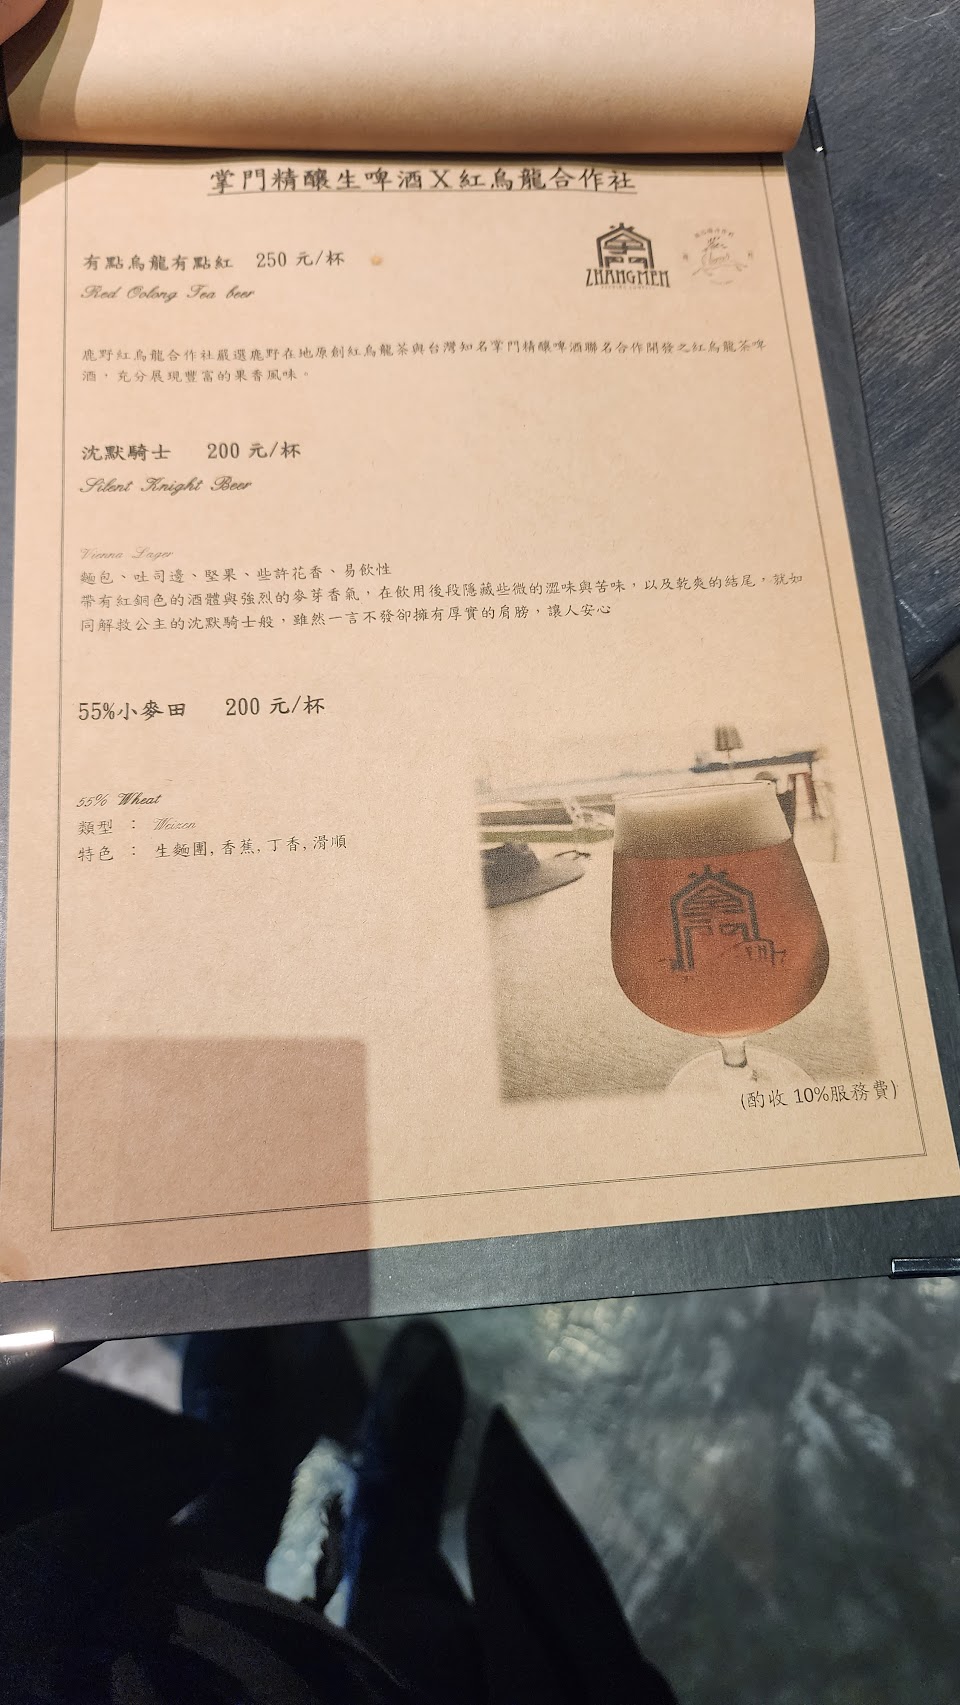 掌門精釀生啤酒X紅烏龍合作社
有點烏龍有點紅 250 元/杯
Red Oolong Tea beer
ZHANGMEN
鹿野紅烏龍合作社嚴選鹿野在地原創紅烏龍茶與台灣知名掌門精釀啤酒聯名合作開發之紅烏龍茶啤
酒，充分展現豐富的果香風味。
沈默騎士 200 元/杯
Silent Knight Beer
Vienna Lager
麵包、吐司邊、堅果、些許花香、易飲性
帶有紅銅色的酒體與強烈的麥芽香氣，在飲用後段隱藏些微的澀味與苦味，以及乾爽的結尾，就如
同解救公主的沈默騎士般，雖然一言不發卻擁有厚實的肩膀，讓人安心
55%小麥田 200 元/杯
55% Wheat
類型 ： Weizen
特色 ： 生麵團, 香蕉, 丁香, 滑順
(酌收 10%服務費)